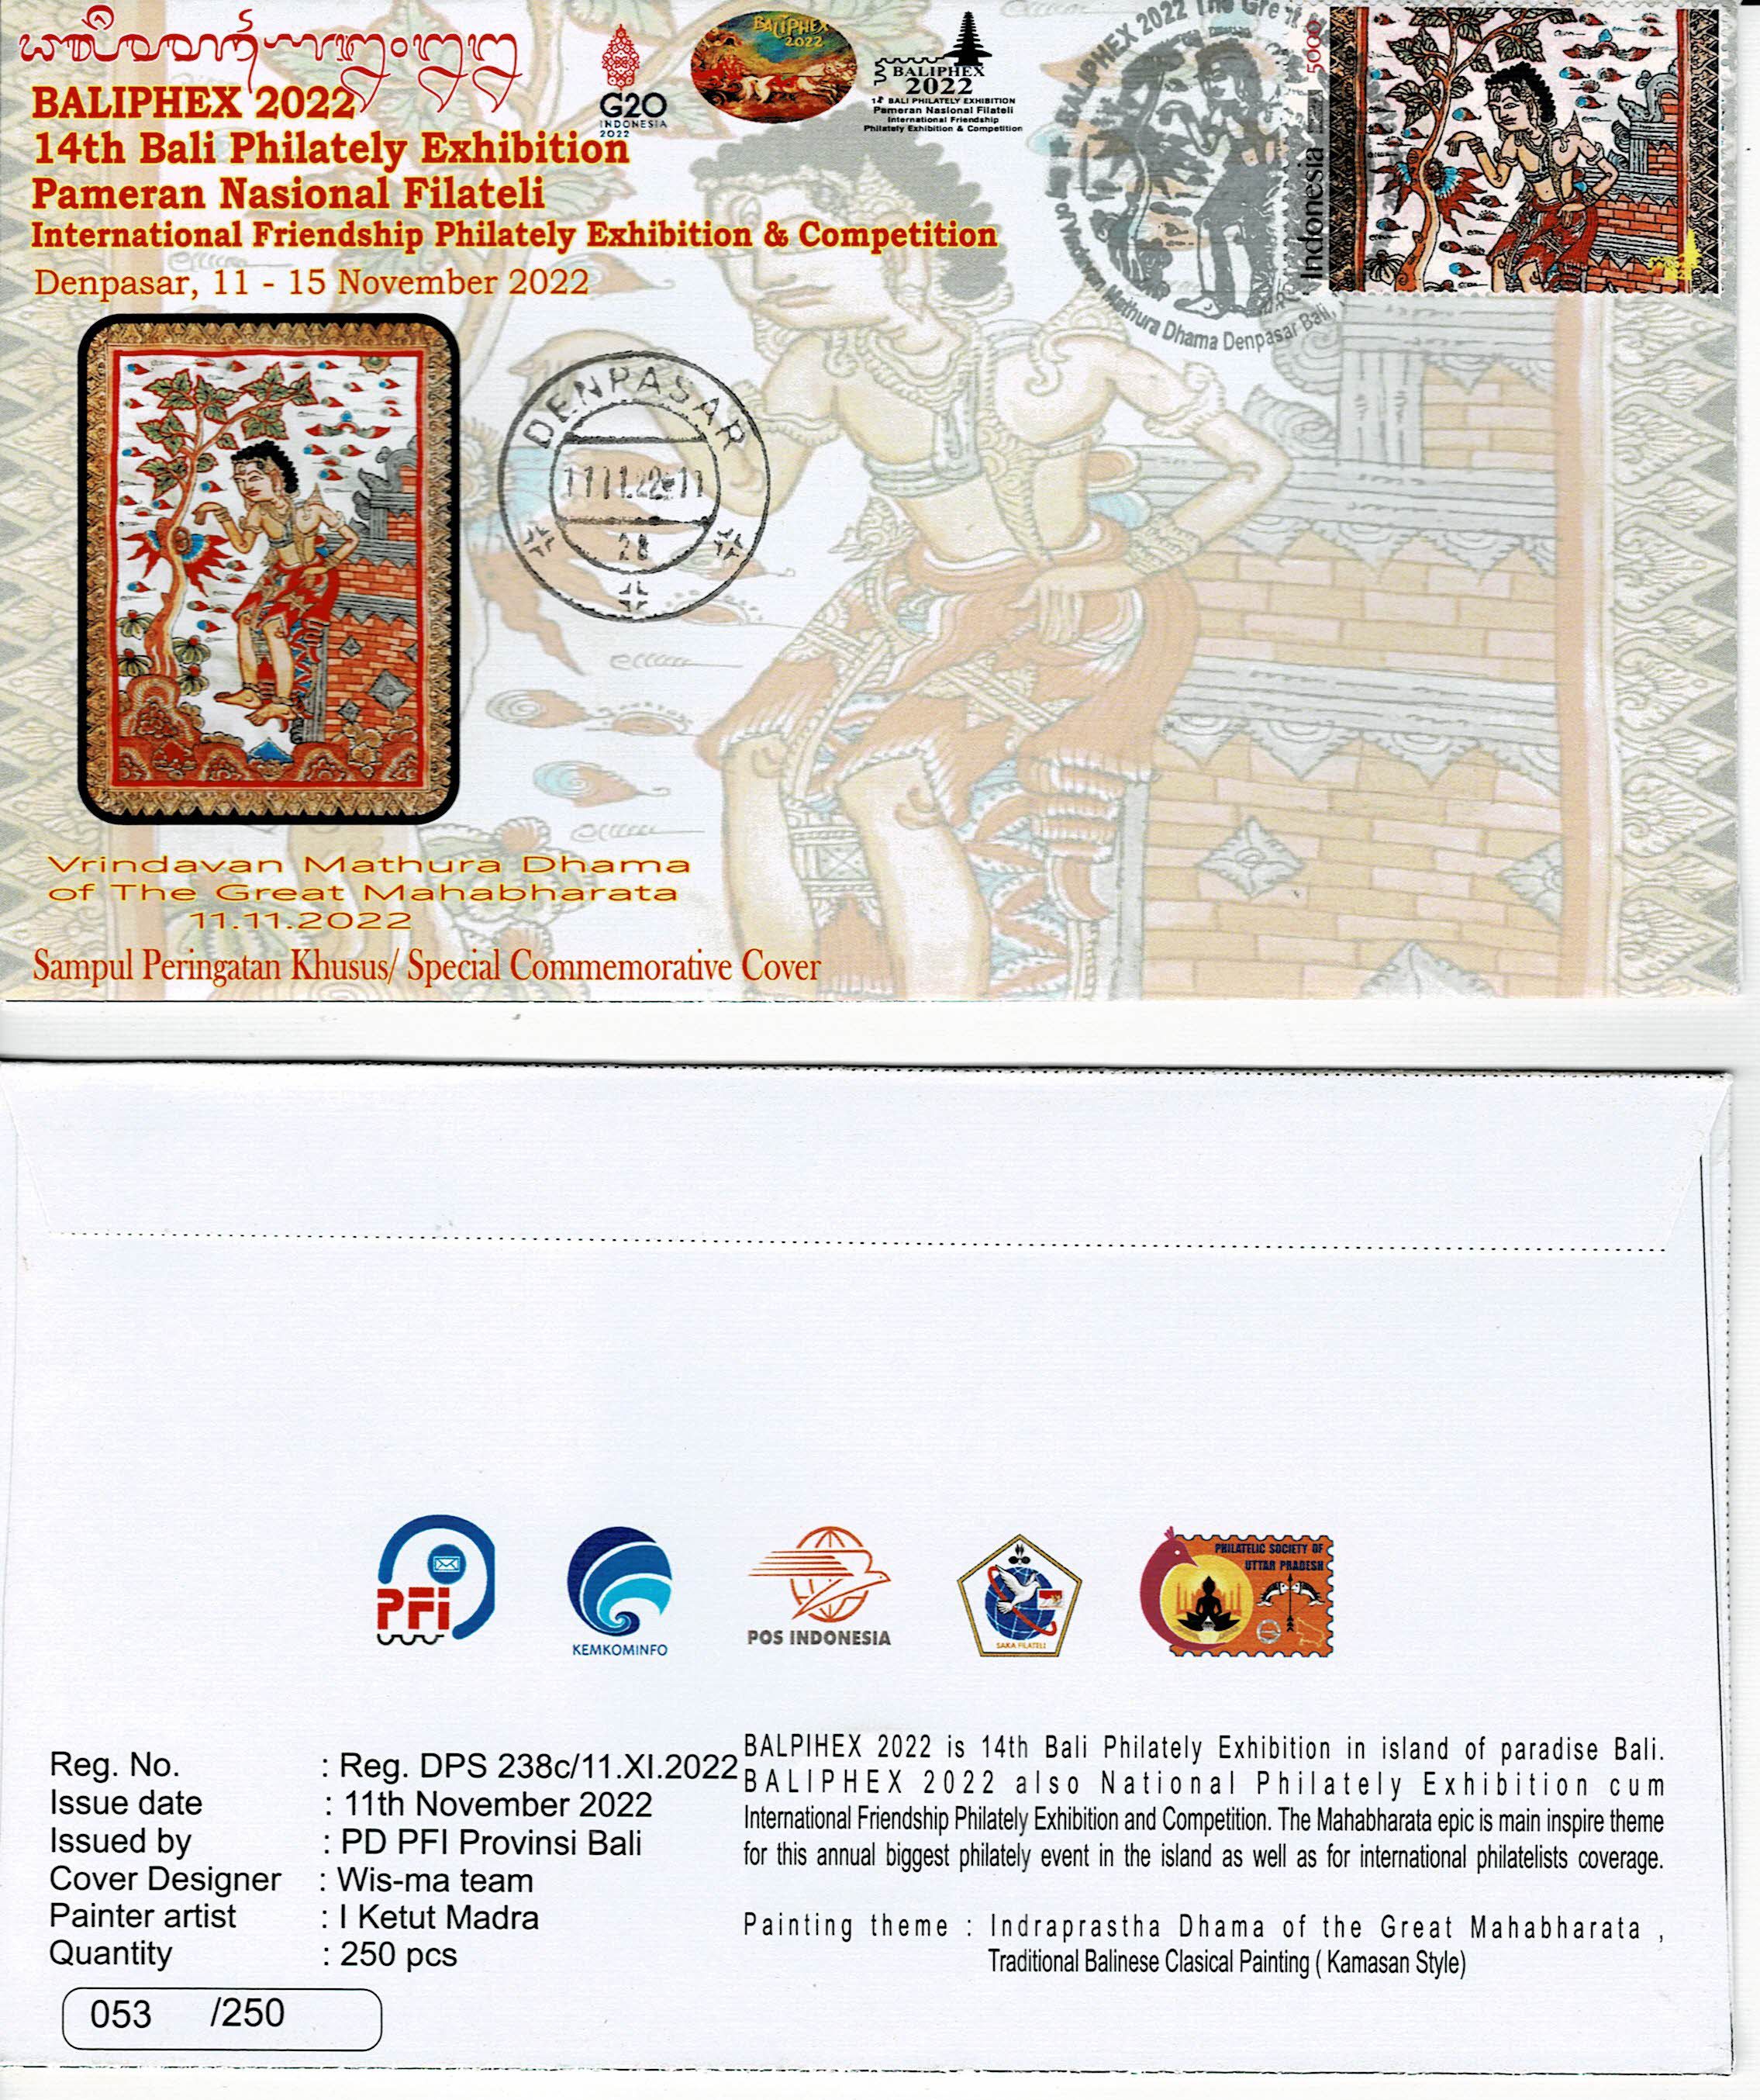 BALIPHEX 2022
14th Bali Philately Exhibition
Pameran Nasional Filateli
International Friendship Philately Exhibition & Competition
Denpasar, 11 - 15 November 2022
G20
INDONESIA
2022
BALIPHEX
2022
BALIPHEX
2022
BALI PHILATELY EXHIBITION
Pameran Nasional Filateli
International Friendship
Philately Exhibition & Competition
BALIPHEX 2022 The Great
of Vrindavan Mathura Dhama Denpasar Bali,
Indonesia
5000
DENPASAR
11.11.22-11
28
Vrindavan Mathura Dhama
of The Great Mahabharata
11.11.2022
Sampul Peringatan Khusus/ Special Commemorative Cover
PFi
KEMKOMINFO
POS INDONESIA
SAKA FILATELI
PHILATELIC SOCIETY OF
UTTAR PRADESH
Reg. No. : Reg. DPS 238c/11.XI.2022
Issue date : 11th November 2022
Issued by : PD PFI Provinsi Bali
Cover Designer : Wis-ma team
Painter artist : I Ketut Madra
Quantity : 250 pcs
053 /250
BALPIHEX 2022 is 14th Bali Philately Exhibition in island of paradise Bali.
BALIPHEX 2022 also National Philately Exhibition cum
International Friendship Philately Exhibition and Competition. The Mahabharata epic is main inspire theme
for this annual biggest philately event in the island as well as for international philatelists coverage.
Painting theme : Indraprastha Dhama of the Great Mahabharata ,
Traditional Balinese Clasical Painting ( Kamasan Style)